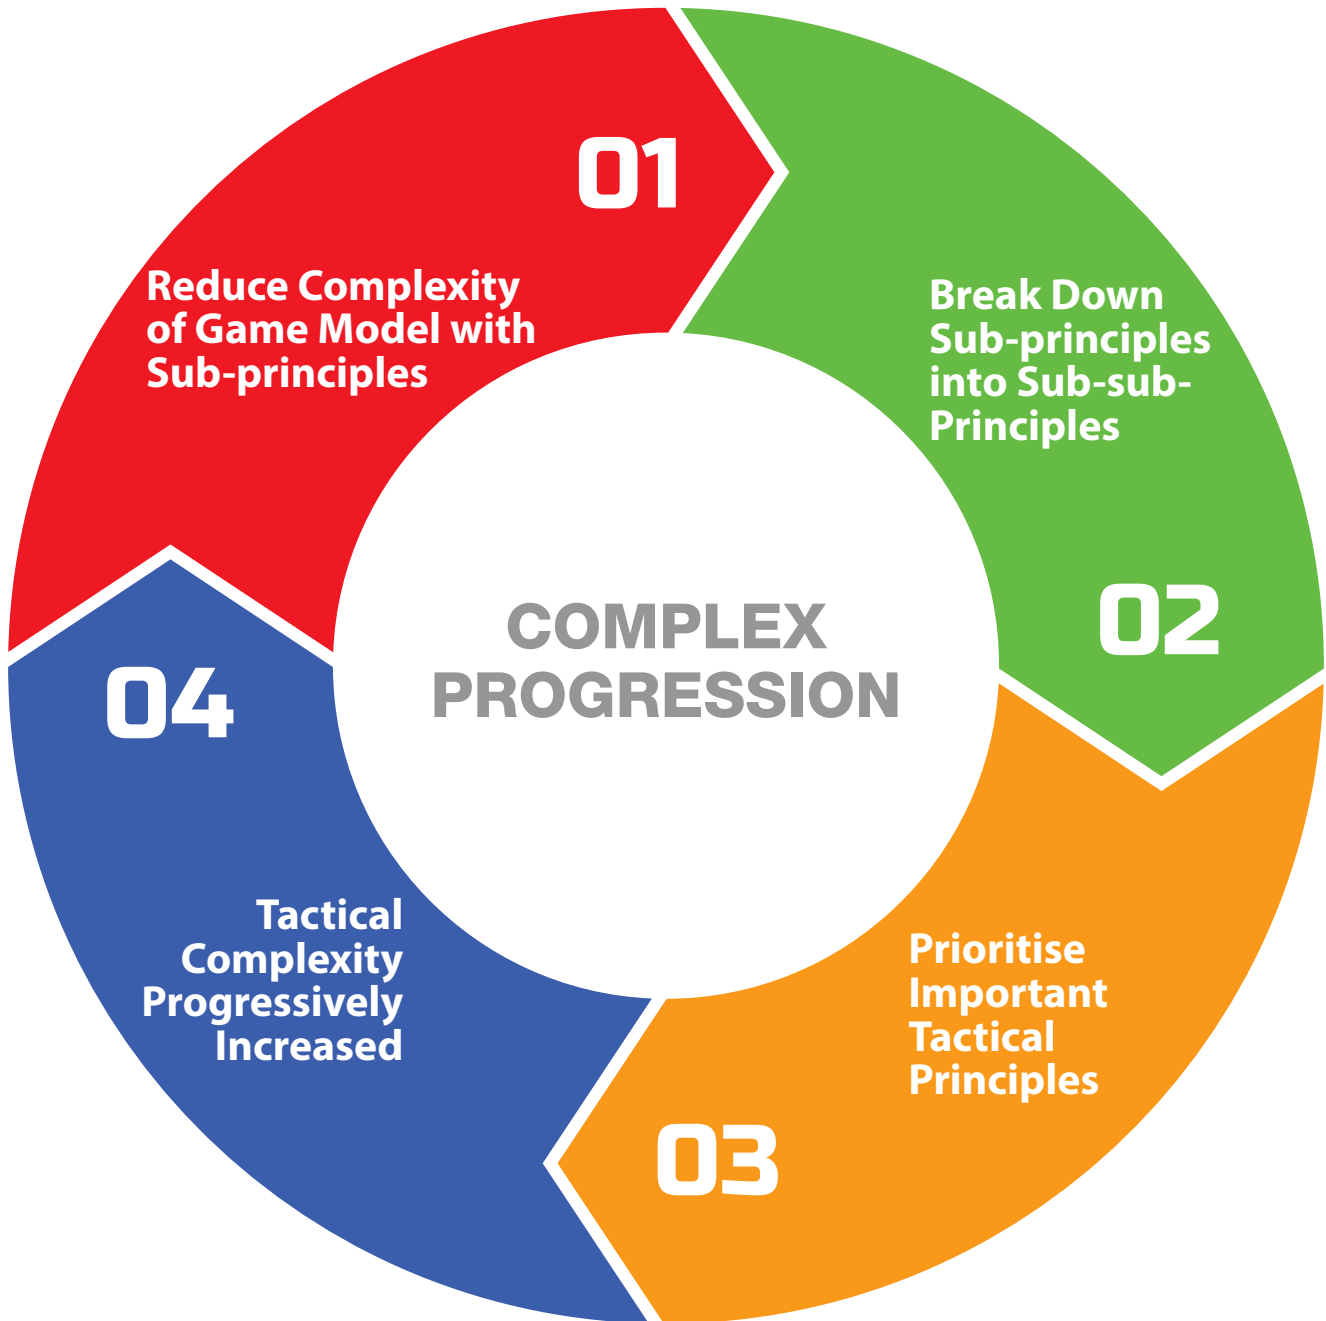 01
Reduce Complexity
of Game Model with
Sub-principles
Break Down
Sub-principles
into Sub-sub-
Principles
02
Prioritise
Important
Tactical
Principles
03
04
Tactical
Complexity
Progressively
Increased
COMPLEX
PROGRESSION